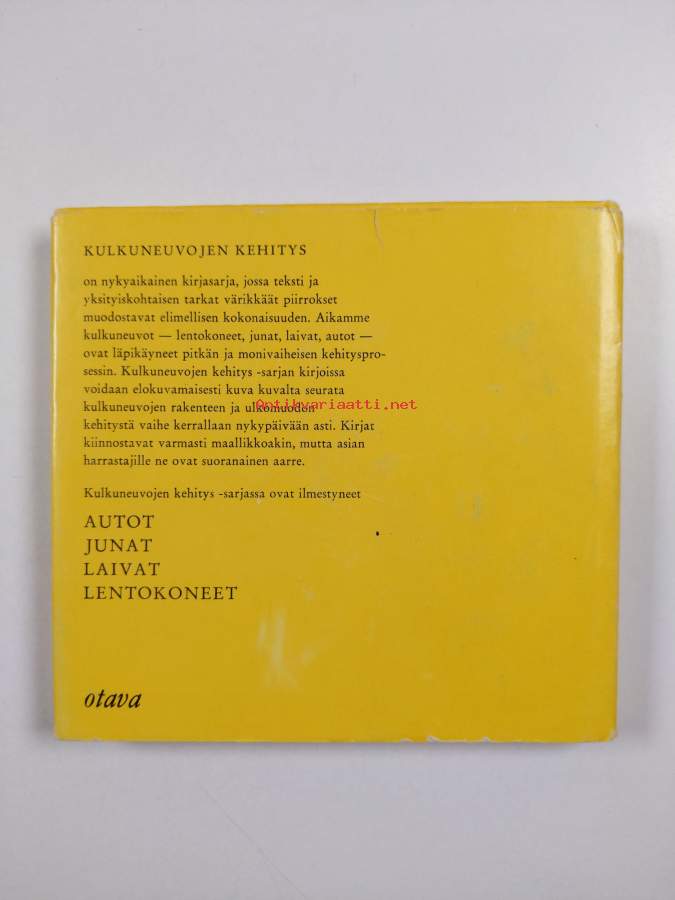 KULKUNEUVOJEN KEHITYS
on nykyaikainen kirjasarja, jossa teksti ja
yksityiskohtaisen tarkat värikkäät piirrokset
muodostavat elimellisen kokonaisuuden. Aikamme
kulkuneuvot — lentokoneet, junat, laivat, autot —
ovat läpikäyneet pitkän ja monivaiheisen kehityspro-
sessin. Kulkuneuvojen kehitys -sarjan kirjoissa
voidaan elokuvamaisesti kuva kuvalta seurata
kulkuneuvojen rakenteen ja ulkomuodon
Antikvariaatti.net
kehitystä vaihe kerrallaan nykypäivään asti. Kirjat
kiinnostavat varmasti maallikkoakin, mutta asian
harrastajille ne ovat suoranainen aarre.
Kulkuneuvojen kehitys -sarjassa ovat ilmestyneet
AUTOT
JUNAT
LAIVAT
LENTOKONEET
otava